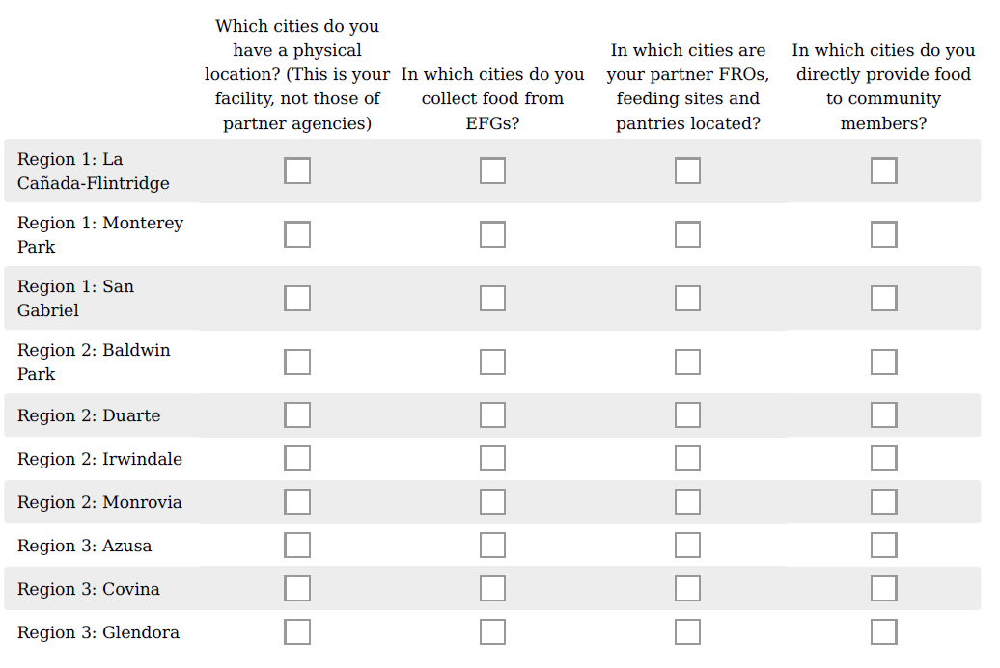 Which cities do you
have a physical
location? (This is your
facility, not those of
partner agencies)
In which cities do you
collect food from
EFGs?
In which cities are
your partner FROs,
feeding sites and
pantries located?
In which cities do you
directly provide food
to community
members?
Region 1: La
Cañada-Flintridge
Region 1: Monterey
Park
Region 1: San
Gabriel
Region 2: Baldwin
Park
Region 2: Duarte
Region 2: Irwindale
Region 2: Monrovia
Region 3: Azusa
Region 3: Covina
Region 3: Glendora